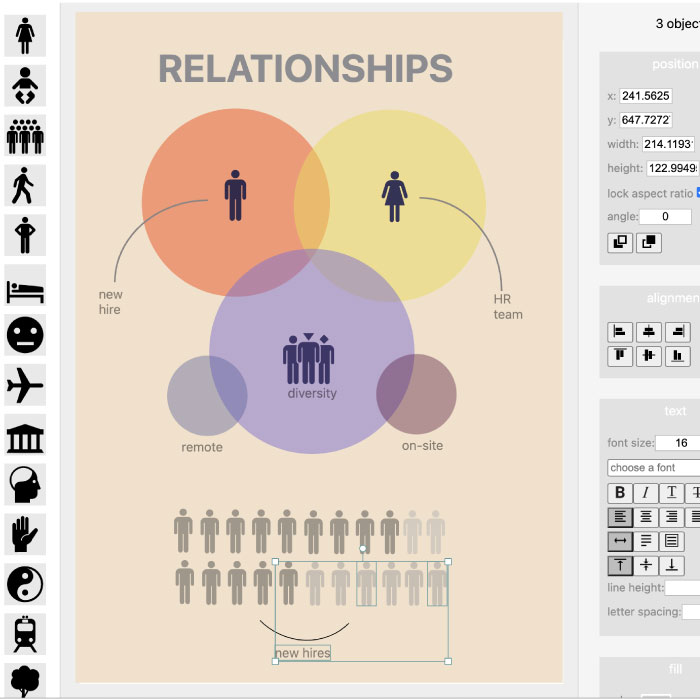 3 objec
RELATIONSHIPS
position
x: 241.5625
y: 647.7272
width: 214.1193
height: 122.9949
lock aspect ratio
angle: 0
new
hire
HR
team
alignmen
diversity
remote
on-site
text
font size: 16
choose a font
B I T T
line height:
letter spacing:
new hires
fill